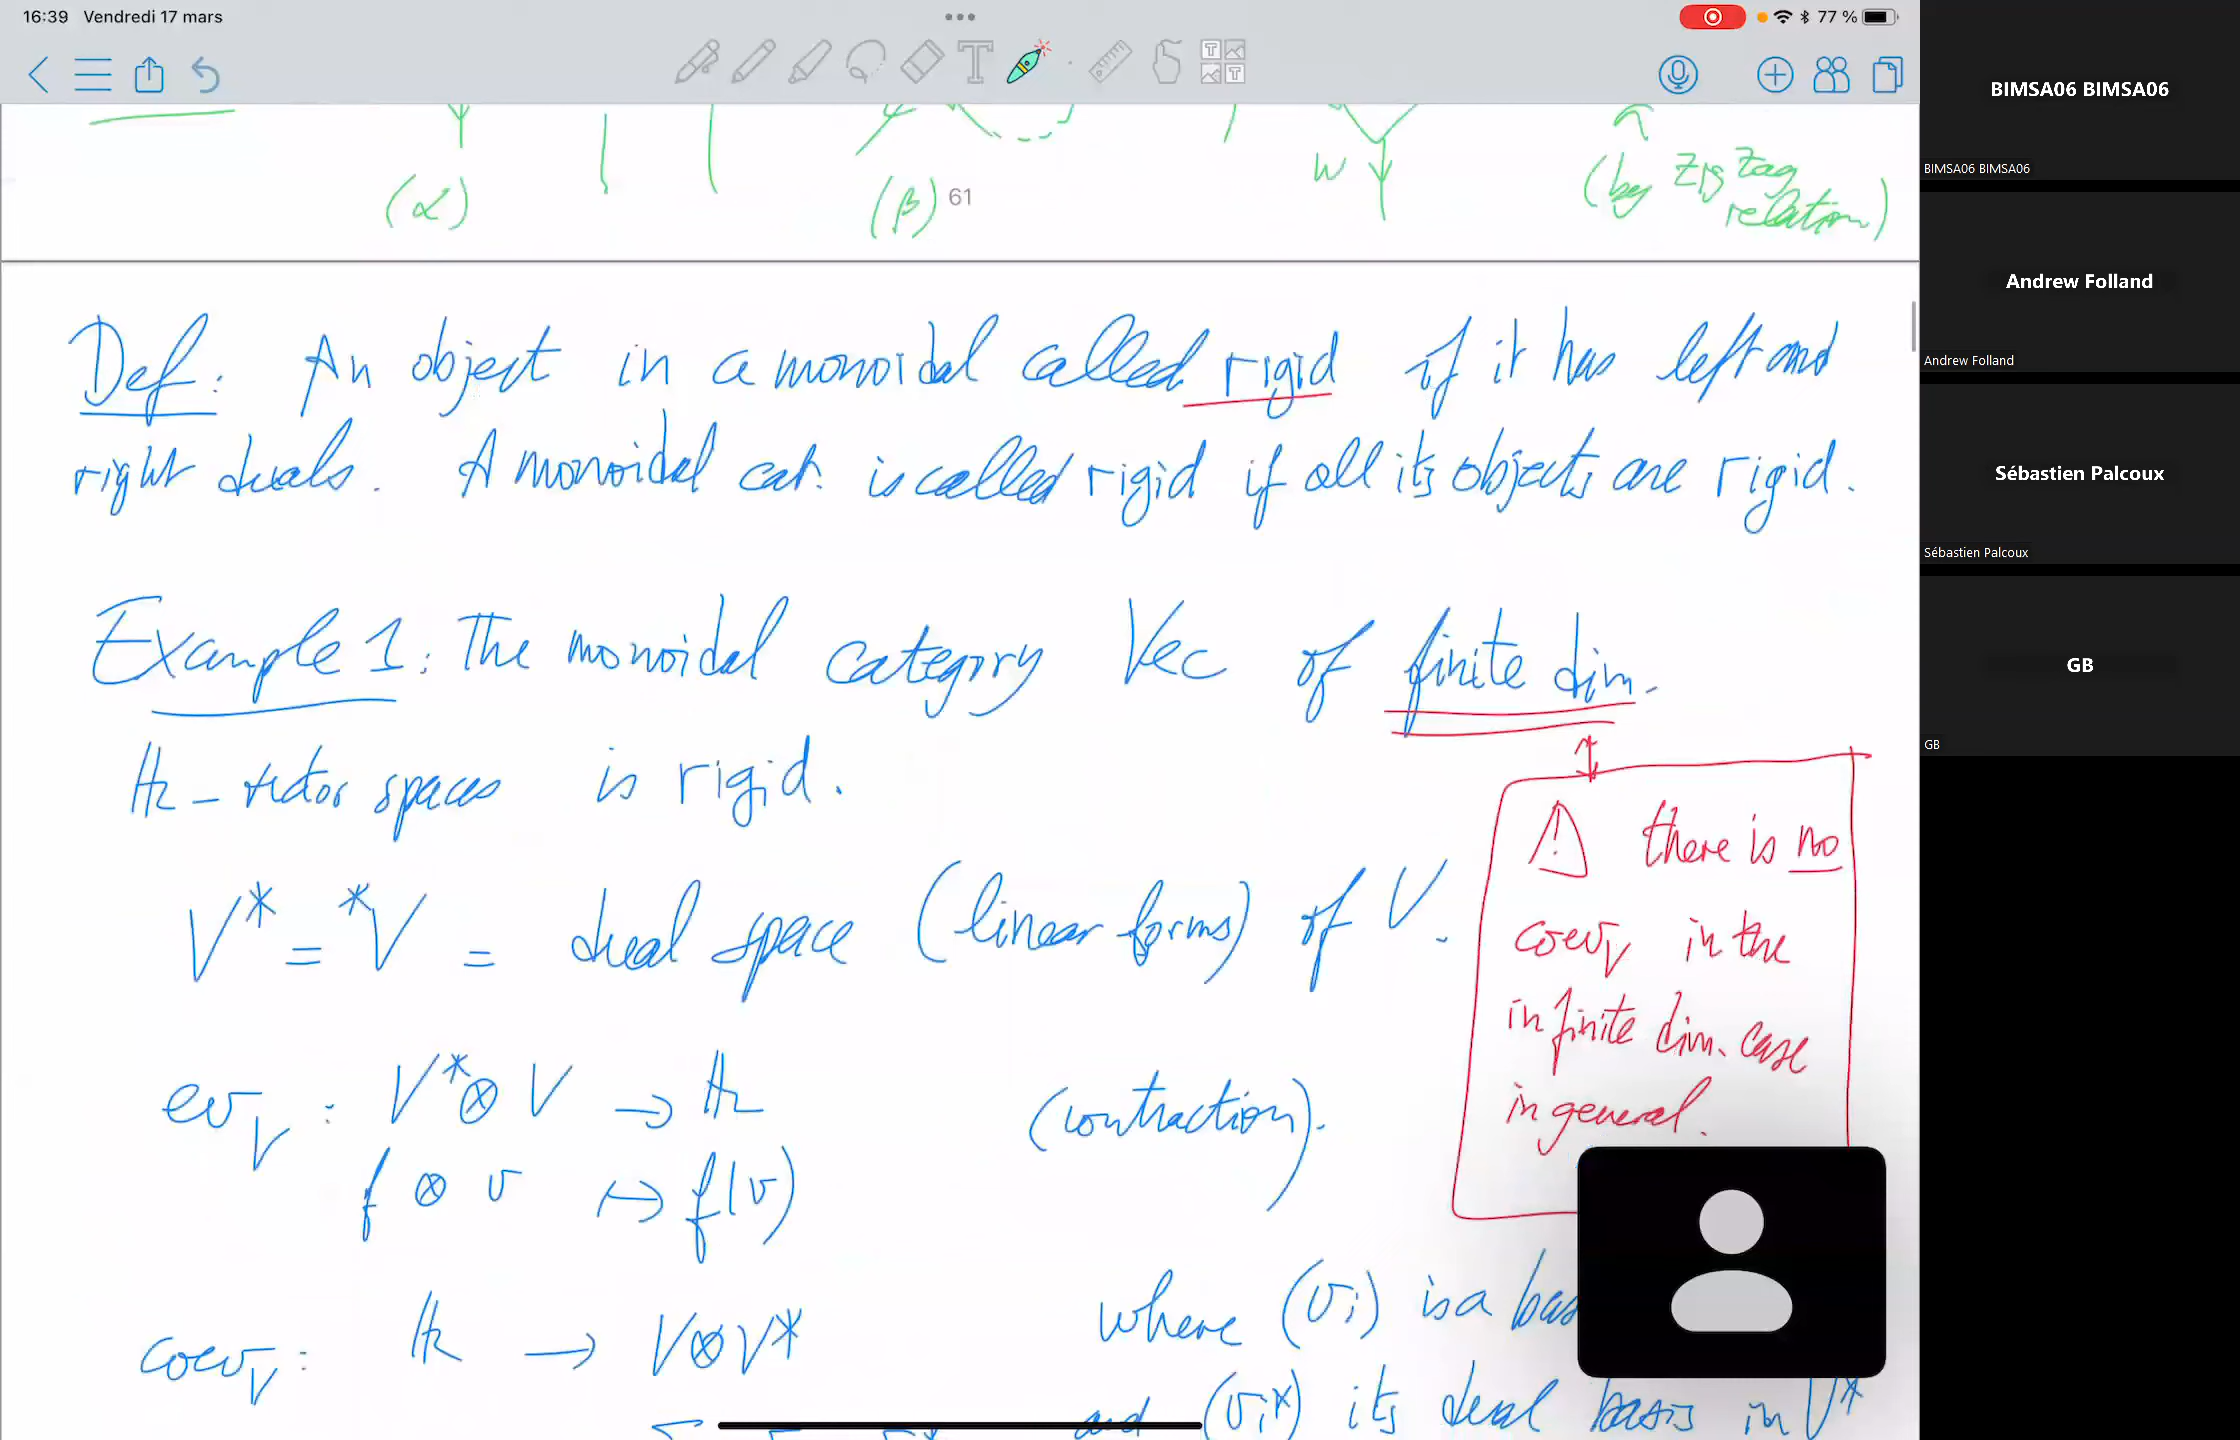 16:39 Vendredi 17 mars
77 %
(α)
(β)
61
W
(by zig zag
relation)
Def: An object in a monoidal called rigid if it has left and
right duals. A monoidal cat. is called rigid if all its objects are rigid.
Example 1: The monoidal category Vec of finite dim.
k-vector spaces is rigid.
V* = *V = dual space (linear forms) of V.
⚠ there is no
coev_V in the
infinite dim. case
in general.
ev_V : V* ⊗ V → k (contraction).
f ⊗ v ↦ f(v)
coev_V : k → V⊗V* where (v_i) is a
and (v_i*) its dual basis in V*
BIMSA06 BIMSA06
BIMSA06 BIMSA06
Andrew Folland
Andrew Folland
Sébastien Palcoux
Sébastien Palcoux
GB
GB